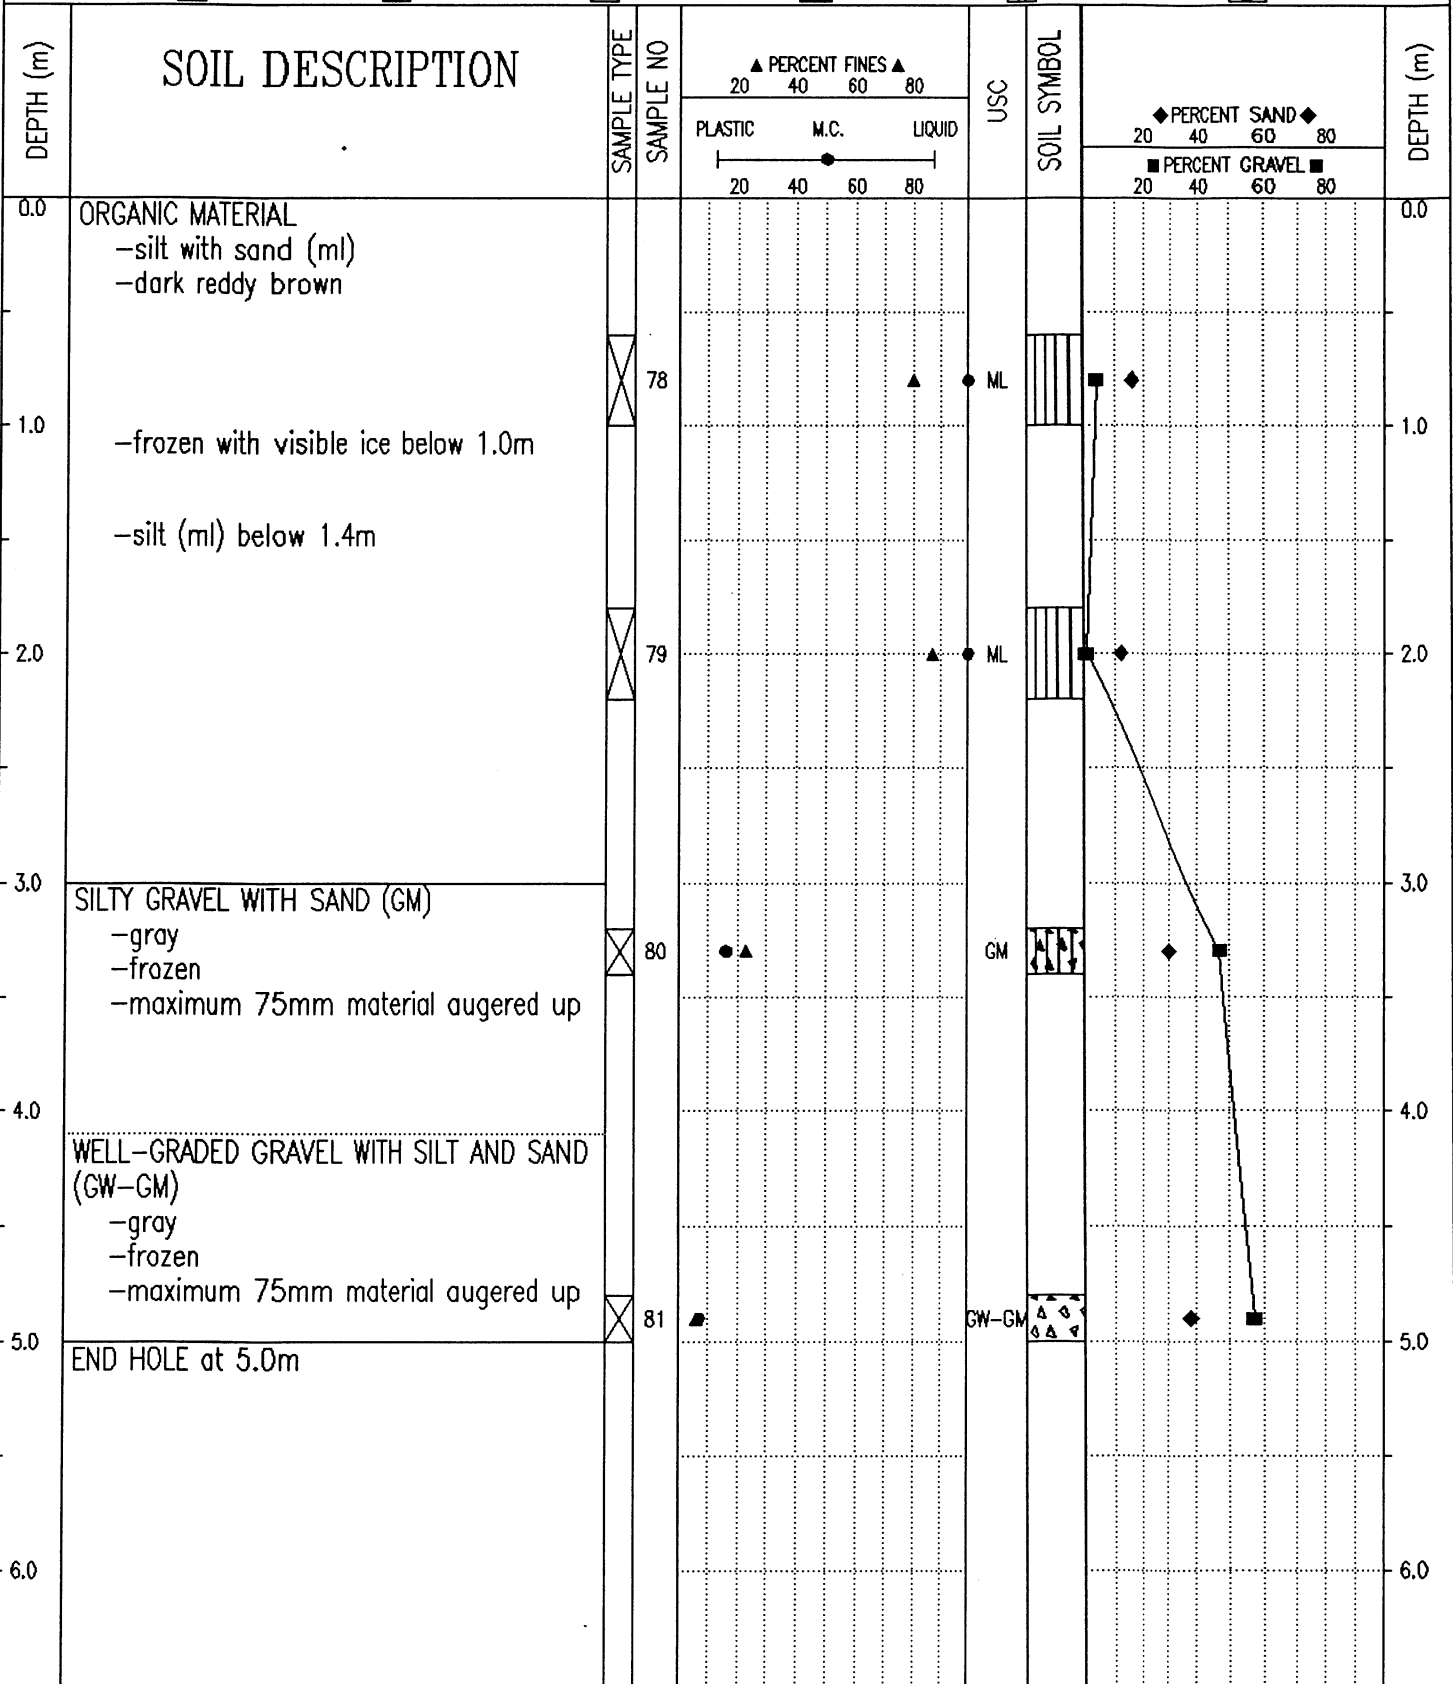 DEPTH (m)
SOIL DESCRIPTION
SAMPLE TYPE
SAMPLE NO
▲ PERCENT FINES ▲
20 40 60 80
PLASTIC M.C. LIQUID
20 40 60 80
USC
SOIL SYMBOL
◆PERCENT SAND◆
20 40 60 80
■PERCENT GRAVEL■
20 40 60 80
DEPTH (m)
0.0 ORGANIC MATERIAL 0.0
-silt with sand (ml)
-dark reddy brown
78 ML
1.0 1.0
-frozen with visible ice below 1.0m
-silt (ml) below 1.4m
2.0 79 ML 2.0
3.0 3.0
SILTY GRAVEL WITH SAND (GM)
-gray
80 GM
-frozen
-maximum 75mm material augered up
4.0 4.0
WELL-GRADED GRAVEL WITH SILT AND SAND
(GW-GM)
-gray
-frozen
-maximum 75mm material augered up
81 GW-GM
5.0 5.0
END HOLE at 5.0m
6.0 6.0